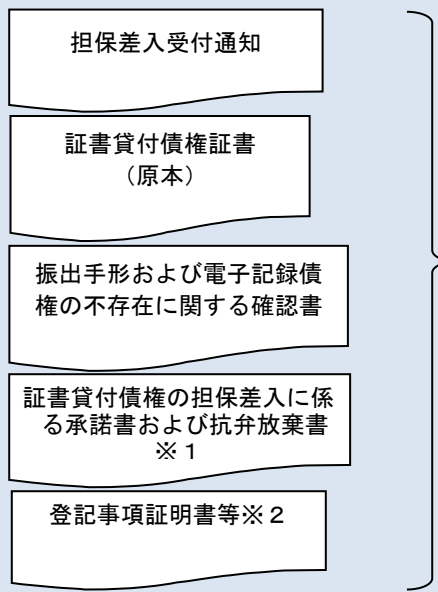 担保差入受付通知
証書貸付債権証書
（原本）
振出手形および電子記録債
権の不存在に関する確認書
証書貸付債権の担保差入に係
る承諾書および抗弁放棄書
※１
登記事項証明書等※２